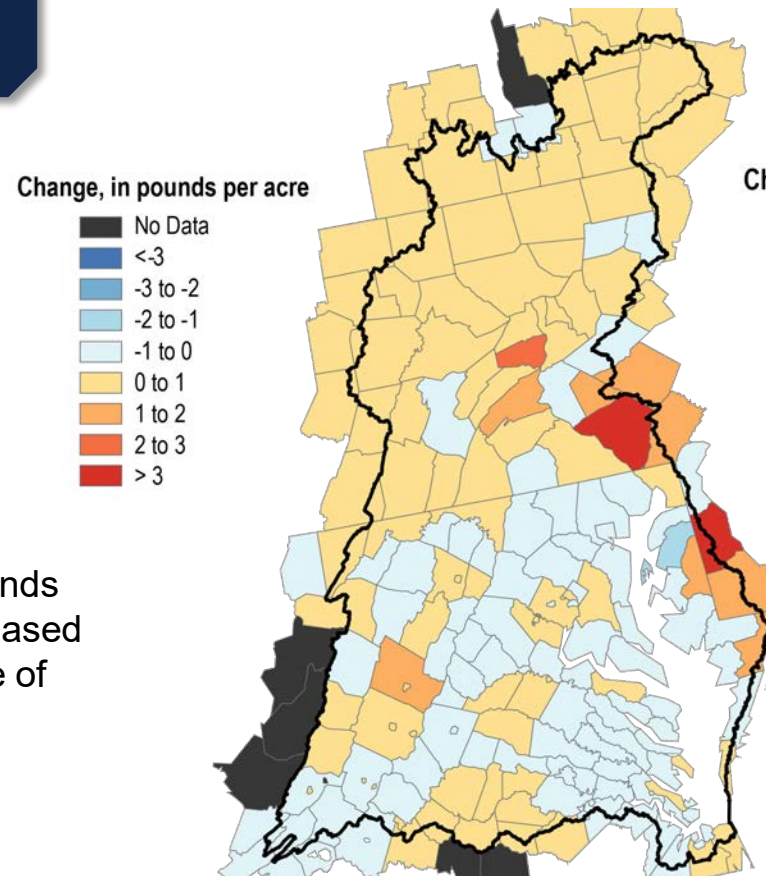 Ch
Change, in pounds per acre
No Data
<-3
-3 to -2
-2 to -1
-1 to 0
0 to 1
1 to 2
2 to 3
> 3
nds
ased
e of